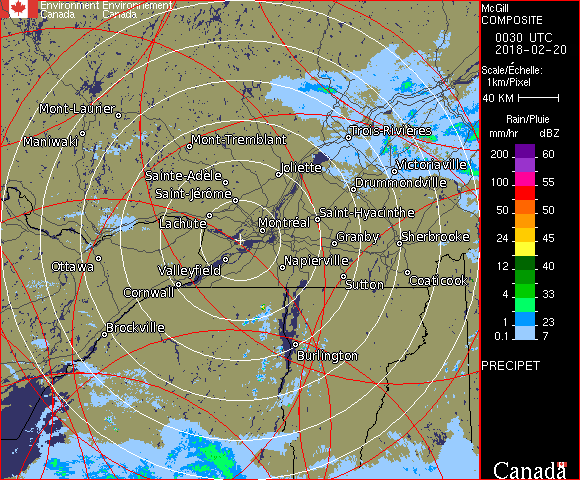 Environment Environnement
Canada Canada
McGill
COMPOSITE
0030 UTC
2018-02-20
Scale/Échelle:
1km/Pixel
40 KM
Rain/Pluie
mm/hr dBZ
200 60
100 55
50 50
24 45
12 40
4 33
1 23
0.1 7
PRECIPET
Mont-Laurier
Maniwaki
Mont-Tremblant
Trois-Rivières
Sainte-Adèle
Joliette
Victoriaville
Saint-Jérôme
Drummondville
Lachute
Montréal
Saint-Hyacinthe
Granby
Sherbrooke
Ottawa
Valleyfield
Napierville
Cornwall
Sutton
Coaticook
Brockville
Burlington
Canada